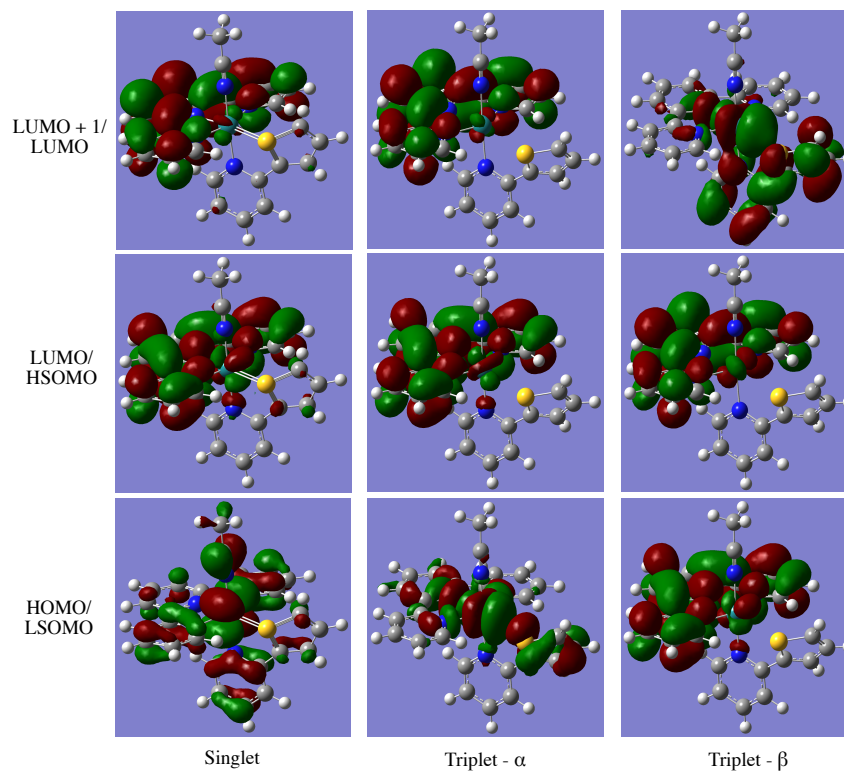 LUMO + 1/
LUMO
LUMO/
HSOMO
HOMO/
LSOMO
Singlet
Triplet - α
Triplet - β